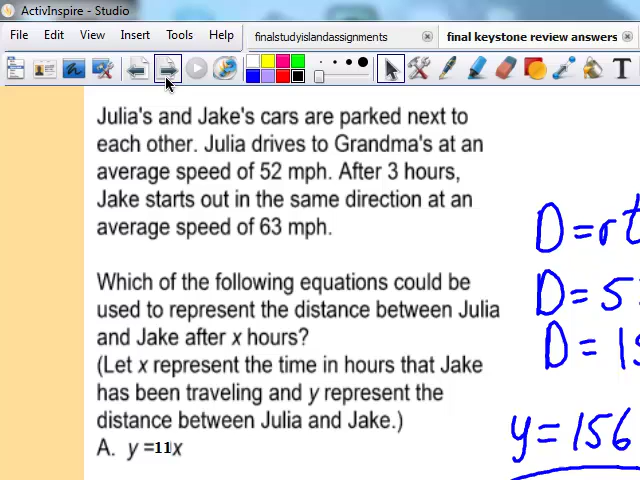 ActivInspire - Studio
File Edit View Insert Tools Help
finalstudyislandassignments
final keystone review answers
Julia's and Jake's cars are parked next to
each other. Julia drives to Grandma's at an
average speed of 52 mph. After 3 hours,
Jake starts out in the same direction at an
average speed of 63 mph.
Which of the following equations could be
used to represent the distance between Julia
and Jake after x hours?
(Let x represent the time in hours that Jake
has been traveling and y represent the
distance between Julia and Jake.)
A. y =11x
D=rt
D=5
D=15
y=156